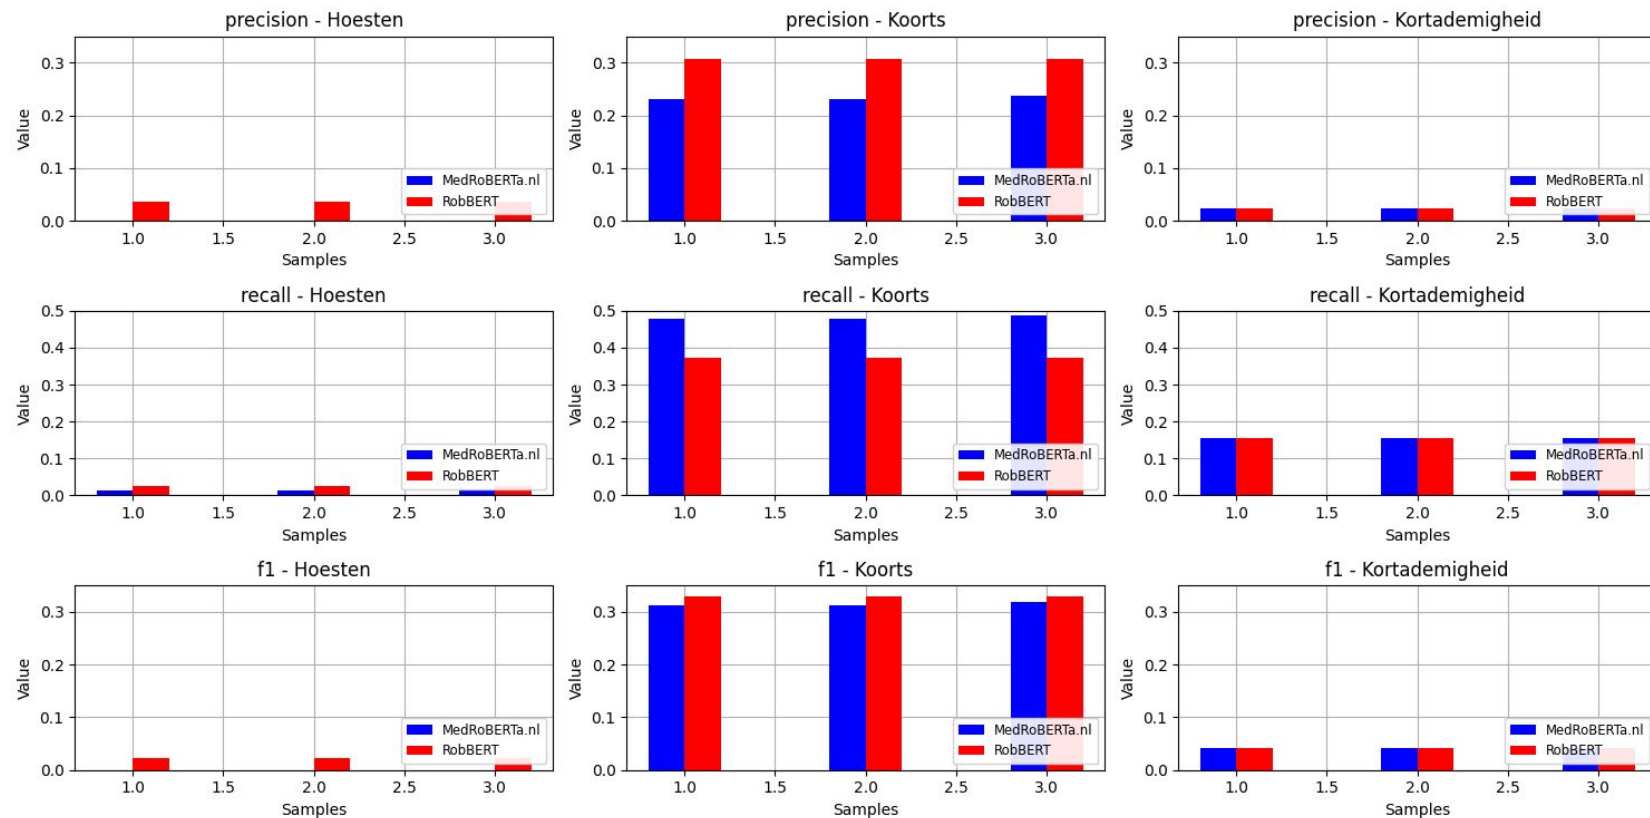 precision - Hoesten
Value
0.3
0.2
0.1
0.0
MedRoBERTa.nl
RobBERT
1.0 1.5 2.0 2.5 3.0
Samples
precision - Koorts
Value
0.3
0.2
0.1
0.0
MedRoBERTa.nl
RobBERT
1.0 1.5 2.0 2.5 3.0
Samples
precision - Kortademigheid
Value
0.3
0.2
0.1
0.0
MedRoBERTa.nl
RobBERT
1.0 1.5 2.0 2.5 3.0
Samples
recall - Hoesten
Value
0.5
0.4
0.3
0.2
0.1
0.0
MedRoBERTa.nl
RobBERT
1.0 1.5 2.0 2.5 3.0
Samples
recall - Koorts
Value
0.5
0.4
0.3
0.2
0.1
0.0
MedRoBERTa.nl
RobBERT
1.0 1.5 2.0 2.5 3.0
Samples
recall - Kortademigheid
Value
0.5
0.4
0.3
0.2
0.1
0.0
MedRoBERTa.nl
RobBERT
1.0 1.5 2.0 2.5 3.0
Samples
f1 - Hoesten
Value
0.3
0.2
0.1
0.0
MedRoBERTa.nl
RobBERT
1.0 1.5 2.0 2.5 3.0
Samples
f1 - Koorts
Value
0.3
0.2
0.1
0.0
MedRoBERTa.nl
RobBERT
1.0 1.5 2.0 2.5 3.0
Samples
f1 - Kortademigheid
Value
0.3
0.2
0.1
0.0
MedRoBERTa.nl
RobBERT
1.0 1.5 2.0 2.5 3.0
Samples